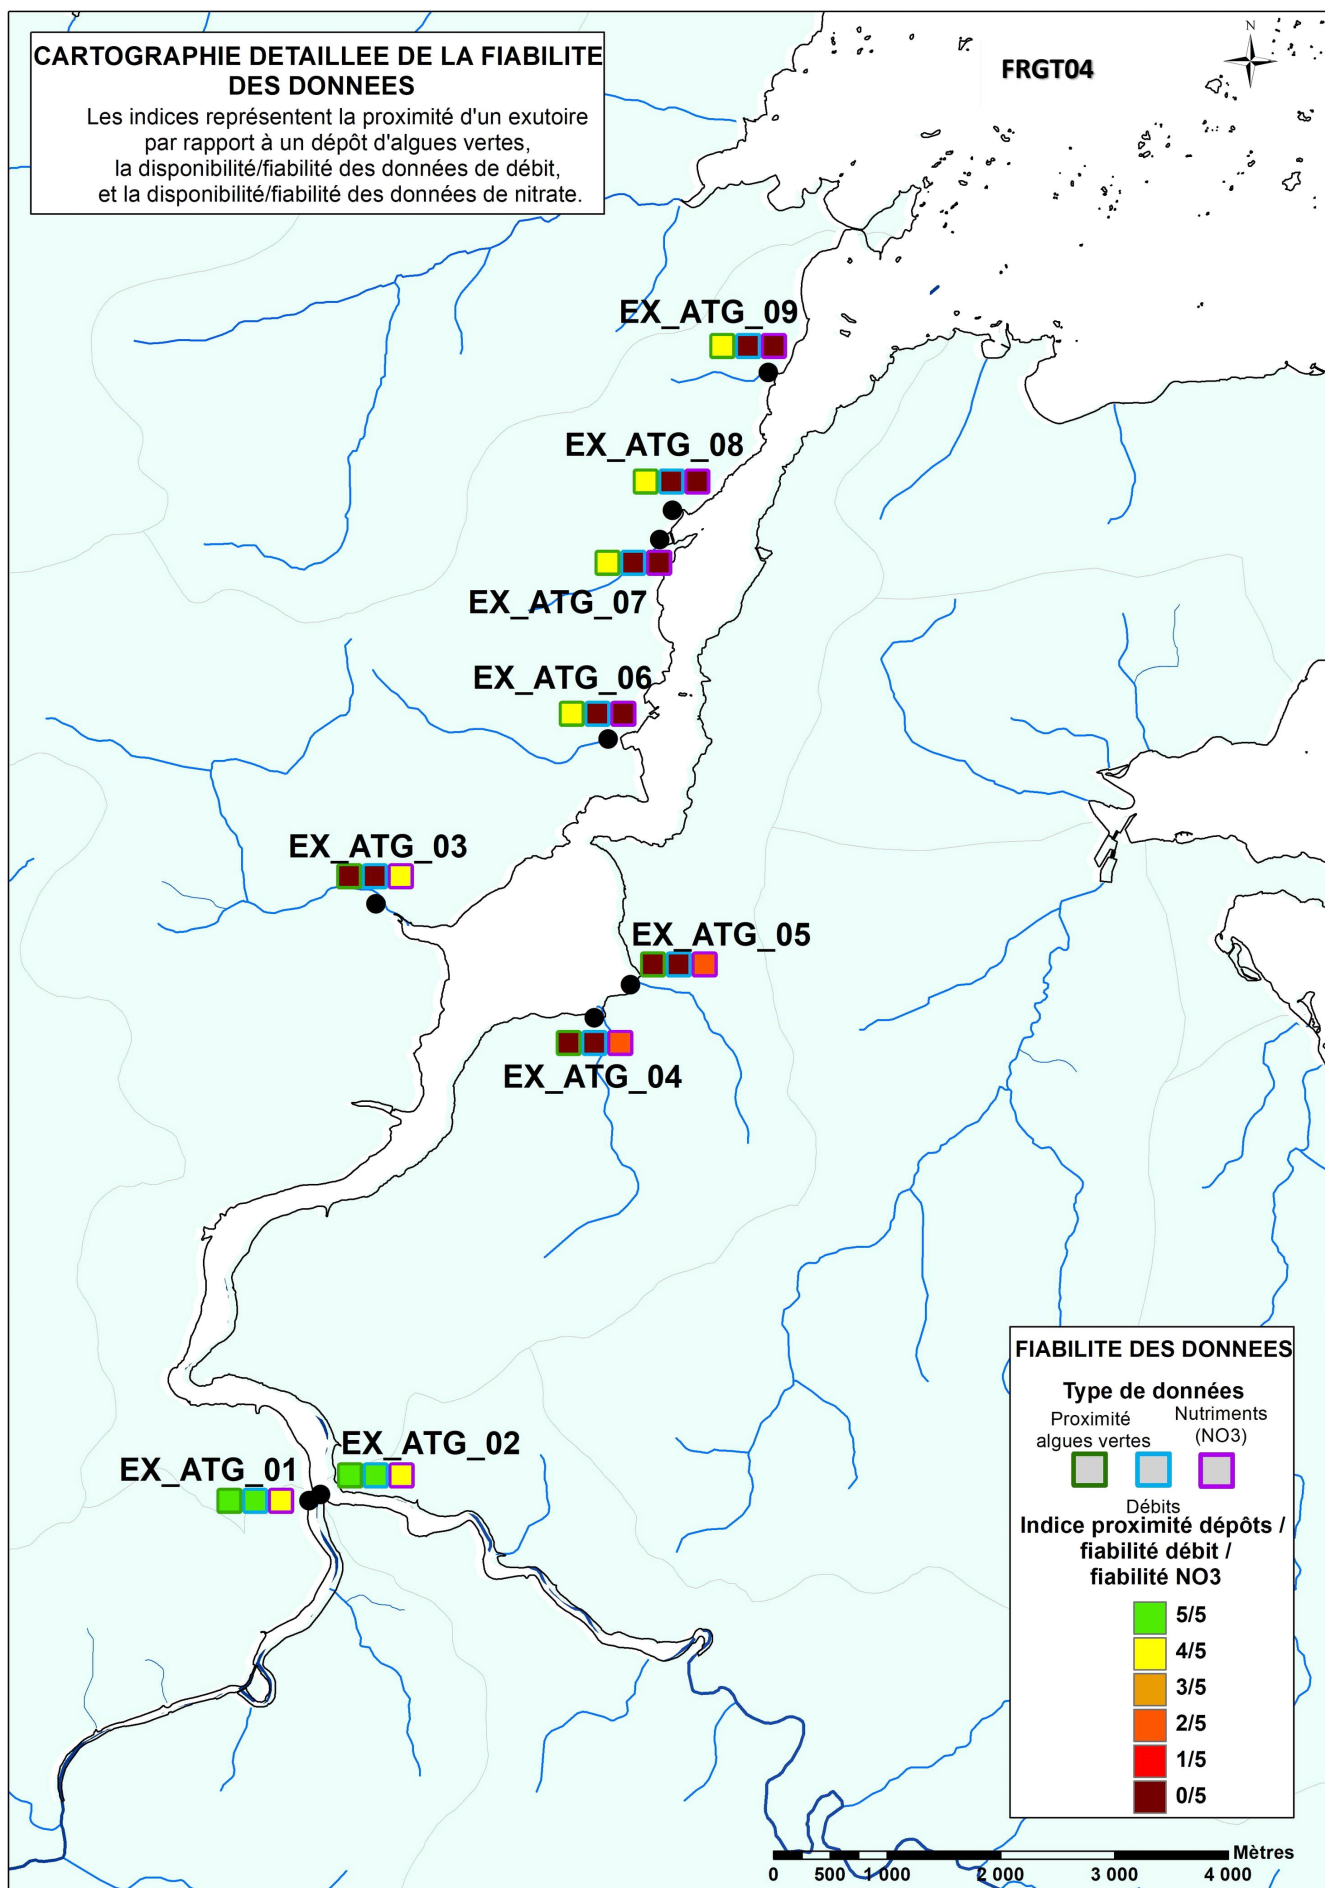 CARTOGRAPHIE DETAILLEE DE LA FIABILITE
DES DONNEES
Les indices représentent la proximité d'un exutoire
par rapport à un dépôt d'algues vertes,
la disponibilité/fiabilité des données de débit,
et la disponibilité/fiabilité des données de nitrate.
FRGT04
N
EX_ATG_09
EX_ATG_08
EX_ATG_07
EX_ATG_06
EX_ATG_03
EX_ATG_05
EX_ATG_04
EX_ATG_02
EX_ATG_01
FIABILITE DES DONNEES
Type de données
Proximité
algues vertes
Nutriments
(NO3)
Débits
Indice proximité dépôts /
fiabilité débit /
fiabilité NO3
5/5
4/5
3/5
2/5
1/5
0/5
Mètres
0 500 1 000 2 000 3 000 4 000